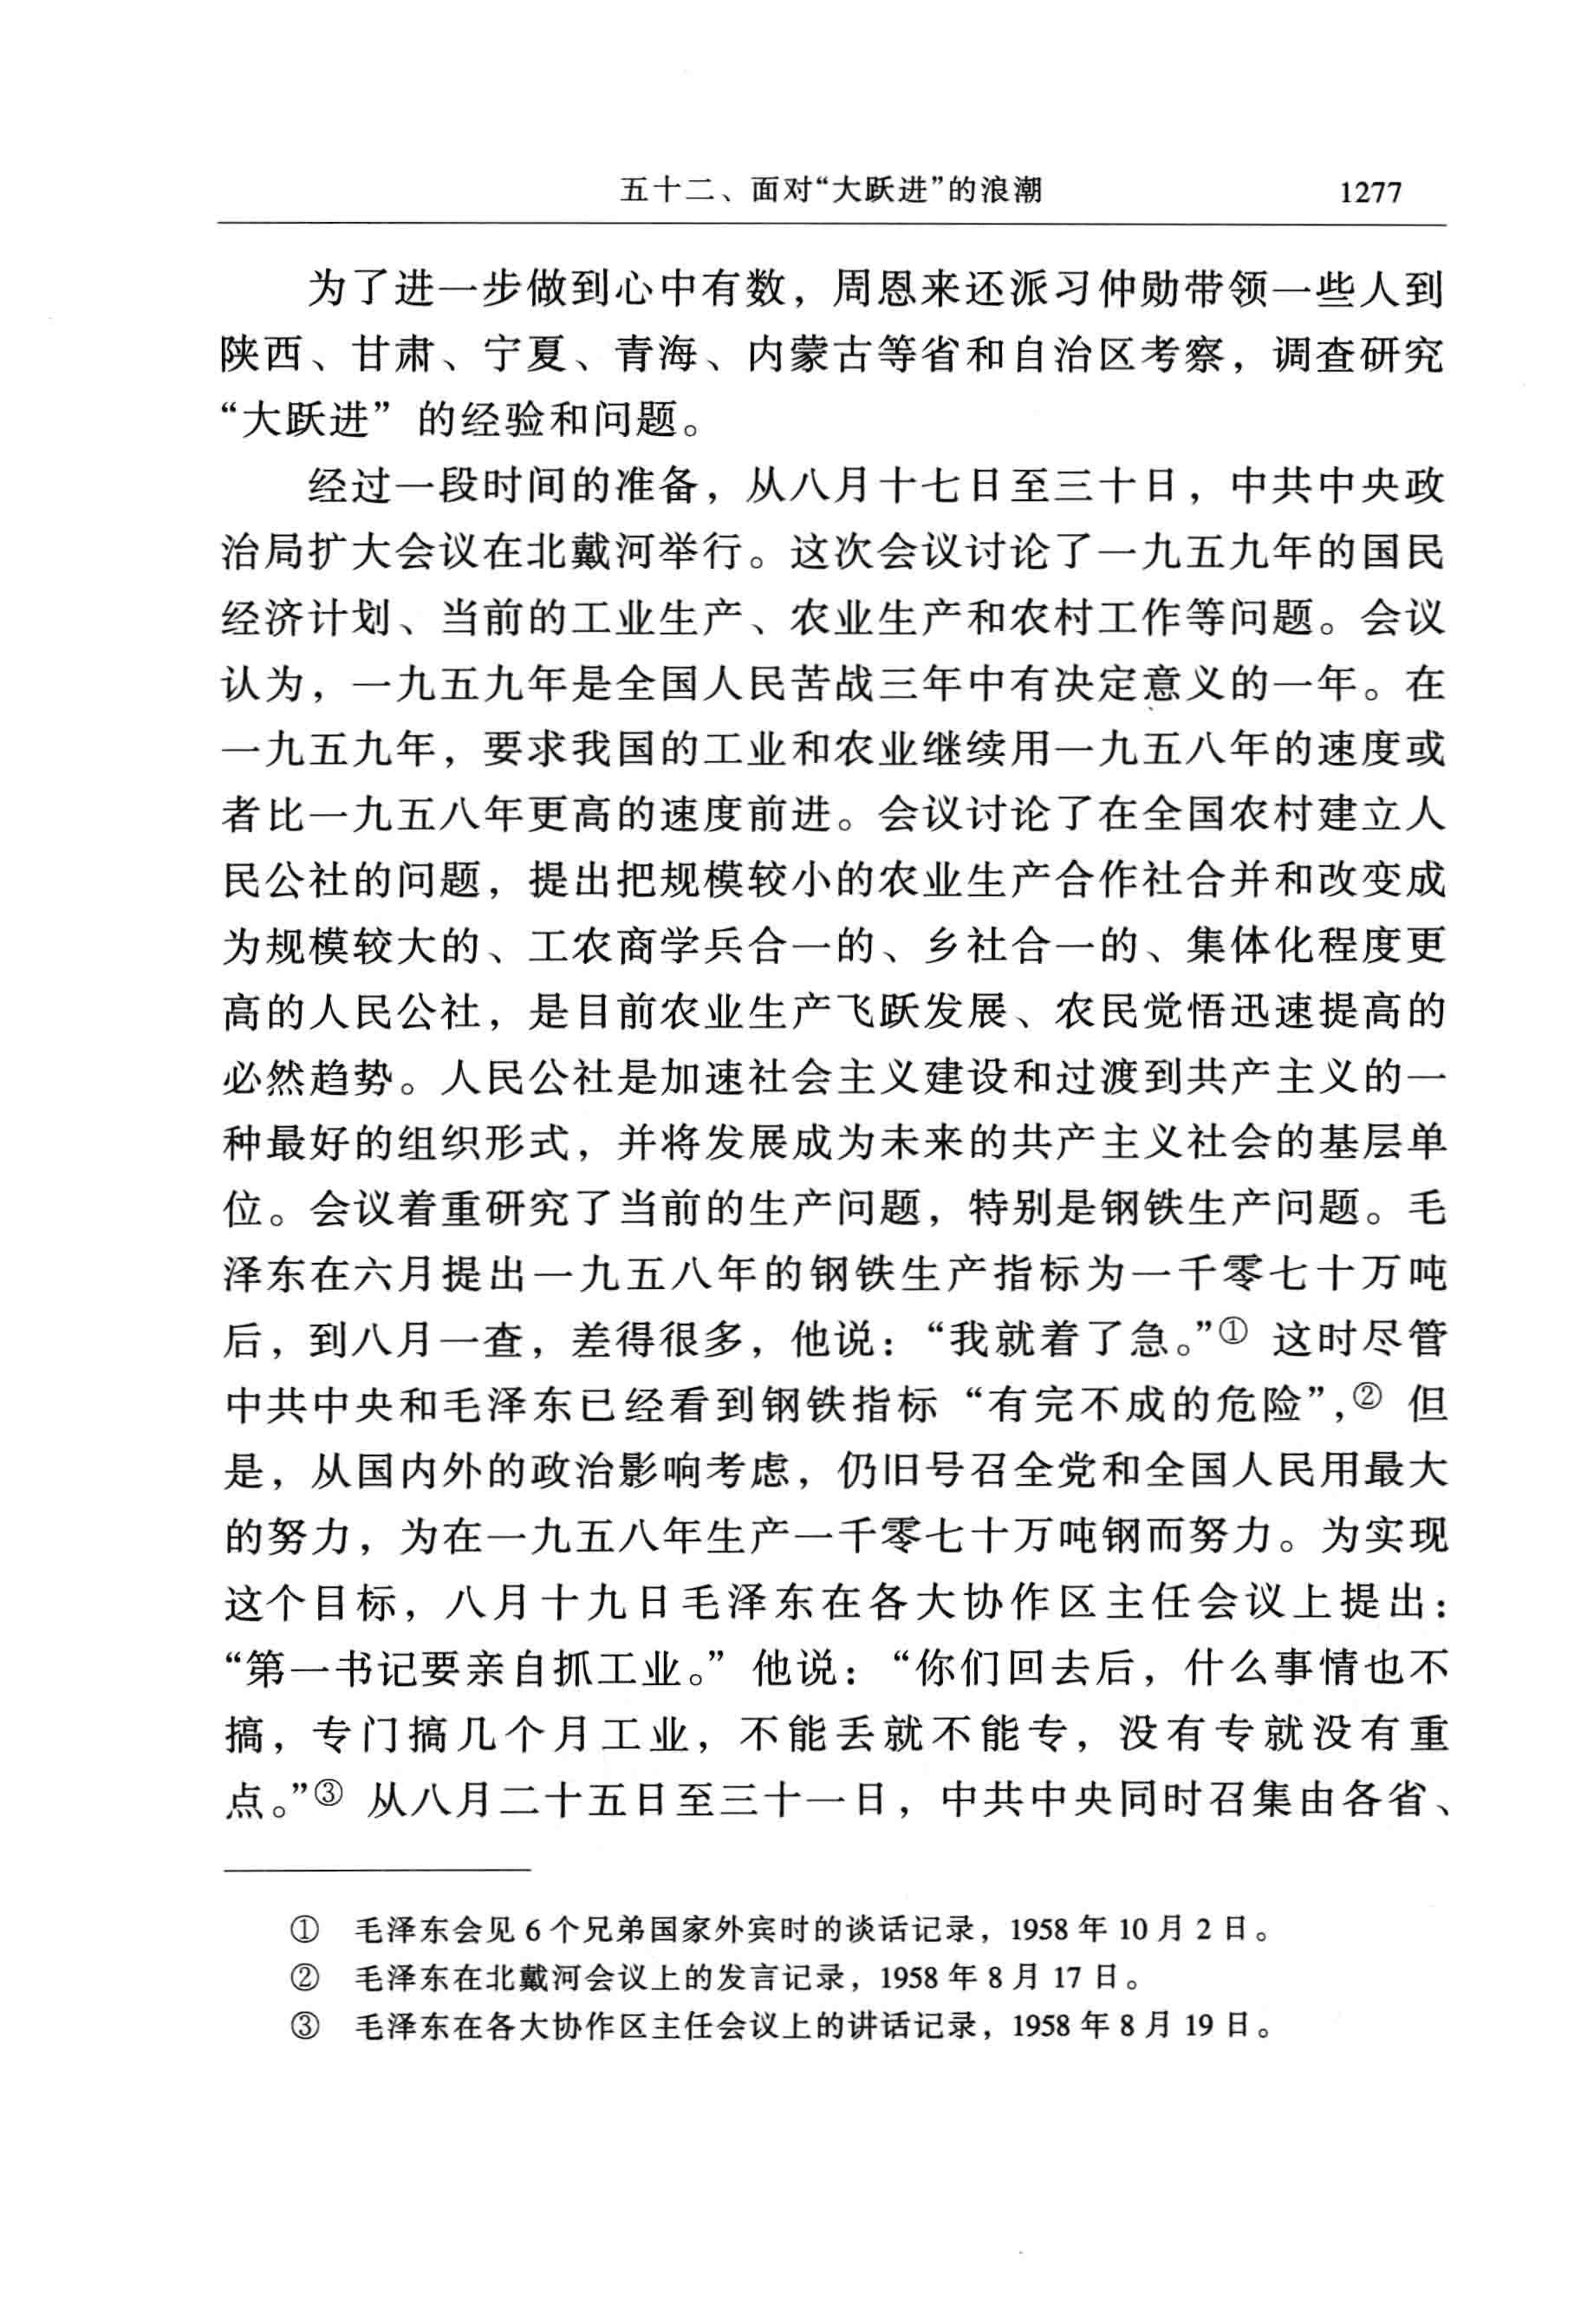 五十二、面对“大跃进”的浪潮 1277
为了进一步做到心中有数，周恩来还派习仲勋带领一些人到
陕西、甘肃、宁夏、青海、内蒙古等省和自治区考察，调查研究
“大跃进”的经验和问题。
经过一段时间的准备，从八月十七日至三十日，中共中央政
治局扩大会议在北戴河举行。这次会议讨论了一九五九年的国民
经济计划、当前的工业生产、农业生产和农村工作等问题。会议
认为，一九五九年是全国人民苦战三年中有决定意义的一年。在
一九五九年，要求我国的工业和农业继续用一九五八年的速度或
者比一九五八年更高的速度前进。会议讨论了在全国农村建立人
民公社的问题，提出把规模较小的农业生产合作社合并和改变成
为规模较大的、工农商学兵合一的、乡社合一的、集体化程度更
高的人民公社，是目前农业生产飞跃发展、农民觉悟迅速提高的
必然趋势。人民公社是加速社会主义建设和过渡到共产主义的一
种最好的组织形式，并将发展成为未来的共产主义社会的基层单
位。会议着重研究了当前的生产问题，特别是钢铁生产问题。毛
泽东在六月提出一九五八年的钢铁生产指标为一千零七十万吨
后，到八月一查，差得很多，他说：“我就着了急。”① 这时尽管
中共中央和毛泽东已经看到钢铁指标“有完不成的危险”，② 但
是，从国内外的政治影响考虑，仍旧号召全党和全国人民用最大
的努力，为在一九五八年生产一千零七十万吨钢而努力。为实现
这个目标，八月十九日毛泽东在各大协作区主任会议上提出：
“第一书记要亲自抓工业。”他说：“你们回去后，什么事情也不
搞，专门搞几个月工业，不能丢就不能专，没有专就没有重
点。”③ 从八月二十五日至三十一日，中共中央同时召集由各省、
① 毛泽东会见6个兄弟国家外宾时的谈话记录，1958年10月2日。
② 毛泽东在北戴河会议上的发言记录，1958年8月17日。
③ 毛泽东在各大协作区主任会议上的讲话记录，1958年8月19日。